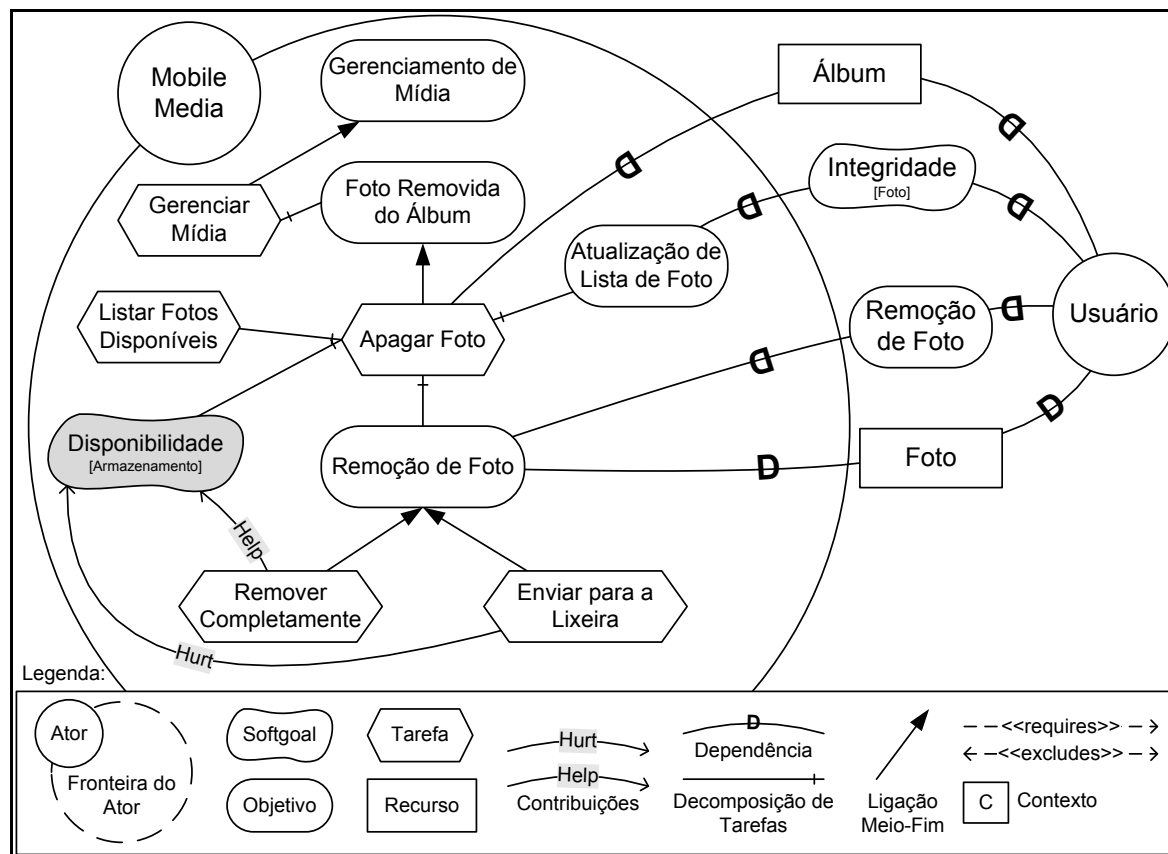 Mobile
Media
Gerenciamento de
Mídia
Álbum
D
D
Gerenciar
Mídia
Foto Removida
do Álbum
Integridade
[Foto]
D
D
Atualização de
Lista de Foto
Listar Fotos
Disponíveis
Apagar Foto
Remoção
de Foto
D
Usuário
D
Disponibilidade
[Armazenamento]
Remoção de Foto
D
Foto
D
Help
Remover
Completamente
Enviar para a
Lixeira
Hurt
Legenda:
Ator
Fronteira do
Ator
Softgoal
Objetivo
Tarefa
Recurso
Hurt
Help
Contribuições
D
Dependência
Decomposição de
Tarefas
Ligação
Meio-Fim
<<requires>>
<<excludes>>
C
Contexto